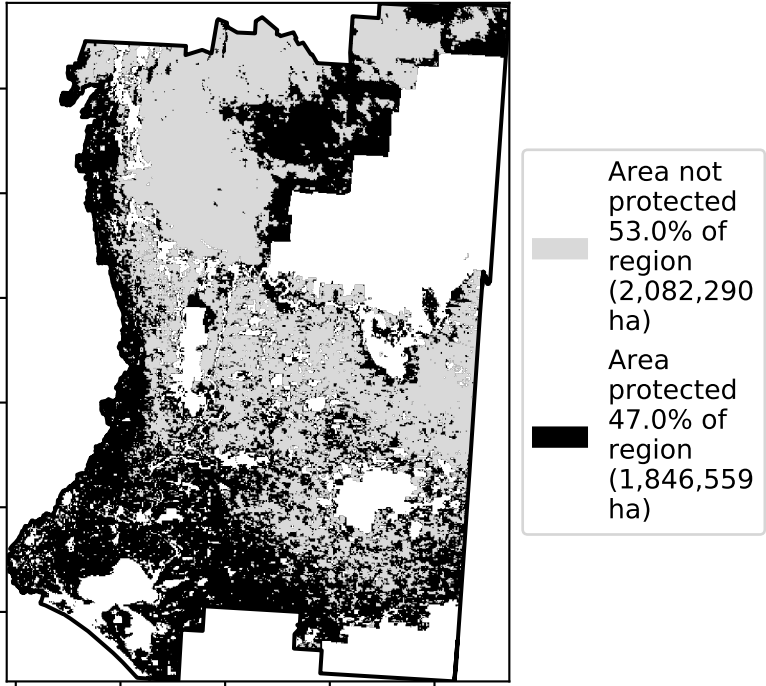 Area not
protected
53.0% of
region
(2,082,290
ha)
Area
protected
47.0% of
region
(1,846,559
ha)